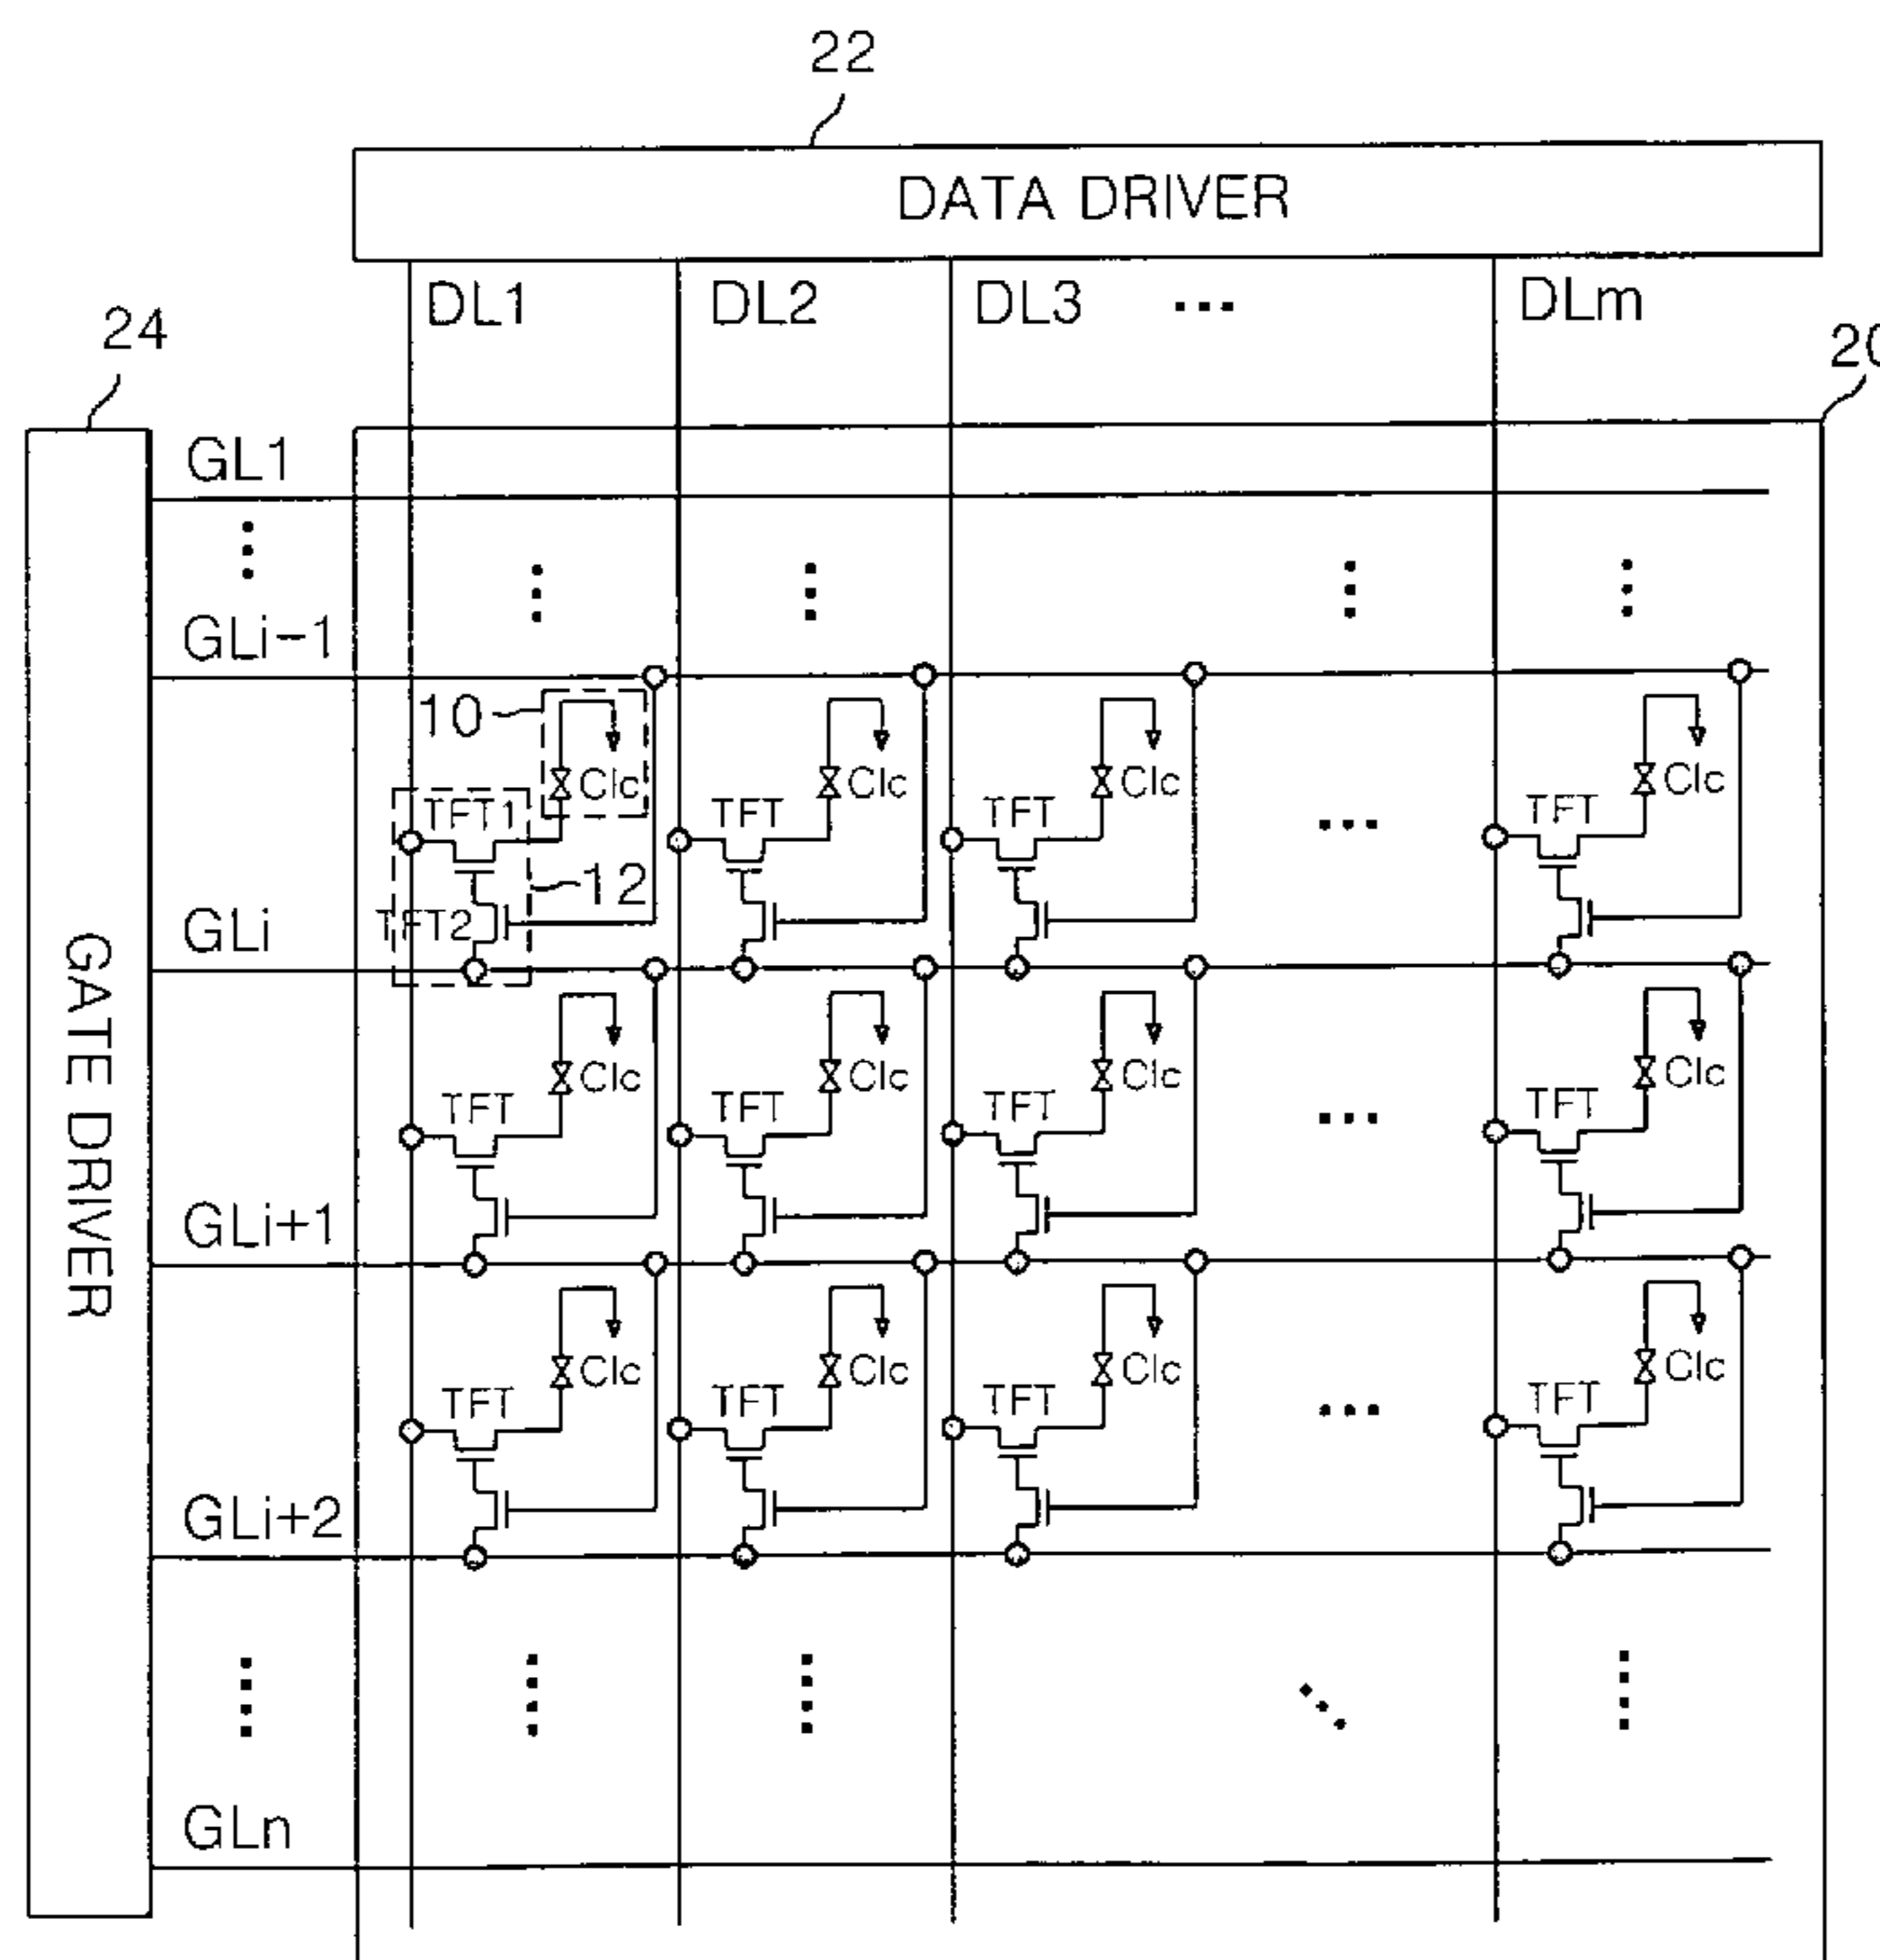 22
DATA DRIVER
DL1 DL2 DL3 ... DLm
24
20
GL1
GLi-1
10
Clc Clc Clc Clc
TFT1 TFT TFT ... TFT
12
TFT2
GLi
GATE DRIVER
Clc Clc Clc Clc
TFT TFT TFT ... TFT
GLi+1
Clc Clc Clc Clc
TFT TFT TFT ... TFT
GLi+2
GLn